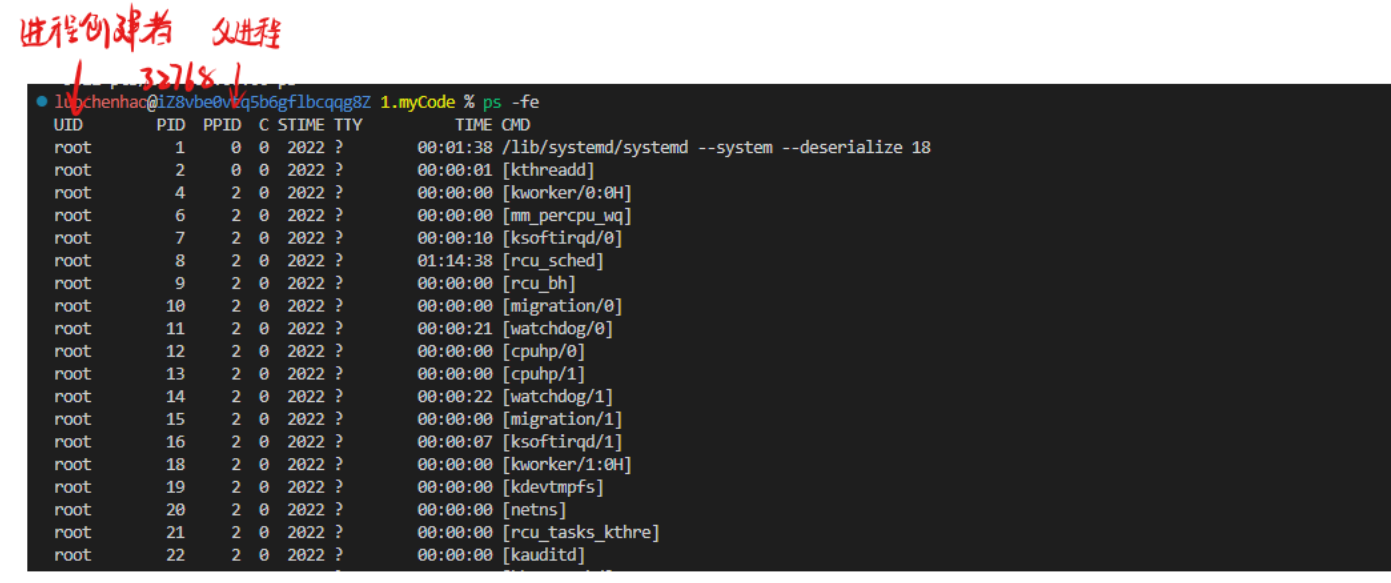 进程创建者 父进程
32768
luochenhao@iZ8vbe0vtq5b6gflbcqqg8Z 1.myCode % ps -fe
UID PID PPID C STIME TTY TIME CMD
root 1 0 0 2022 ? 00:01:38 /lib/systemd/systemd --system --deserialize 18
root 2 0 0 2022 ? 00:00:01 [kthreadd]
root 4 2 0 2022 ? 00:00:00 [kworker/0:0H]
root 6 2 0 2022 ? 00:00:00 [mm_percpu_wq]
root 7 2 0 2022 ? 00:00:10 [ksoftirqd/0]
root 8 2 0 2022 ? 01:14:38 [rcu_sched]
root 9 2 0 2022 ? 00:00:00 [rcu_bh]
root 10 2 0 2022 ? 00:00:00 [migration/0]
root 11 2 0 2022 ? 00:00:21 [watchdog/0]
root 12 2 0 2022 ? 00:00:00 [cpuhp/0]
root 13 2 0 2022 ? 00:00:00 [cpuhp/1]
root 14 2 0 2022 ? 00:00:22 [watchdog/1]
root 15 2 0 2022 ? 00:00:00 [migration/1]
root 16 2 0 2022 ? 00:00:07 [ksoftirqd/1]
root 18 2 0 2022 ? 00:00:00 [kworker/1:0H]
root 19 2 0 2022 ? 00:00:00 [kdevtmpfs]
root 20 2 0 2022 ? 00:00:00 [netns]
root 21 2 0 2022 ? 00:00:00 [rcu_tasks_kthre]
root 22 2 0 2022 ? 00:00:00 [kauditd]